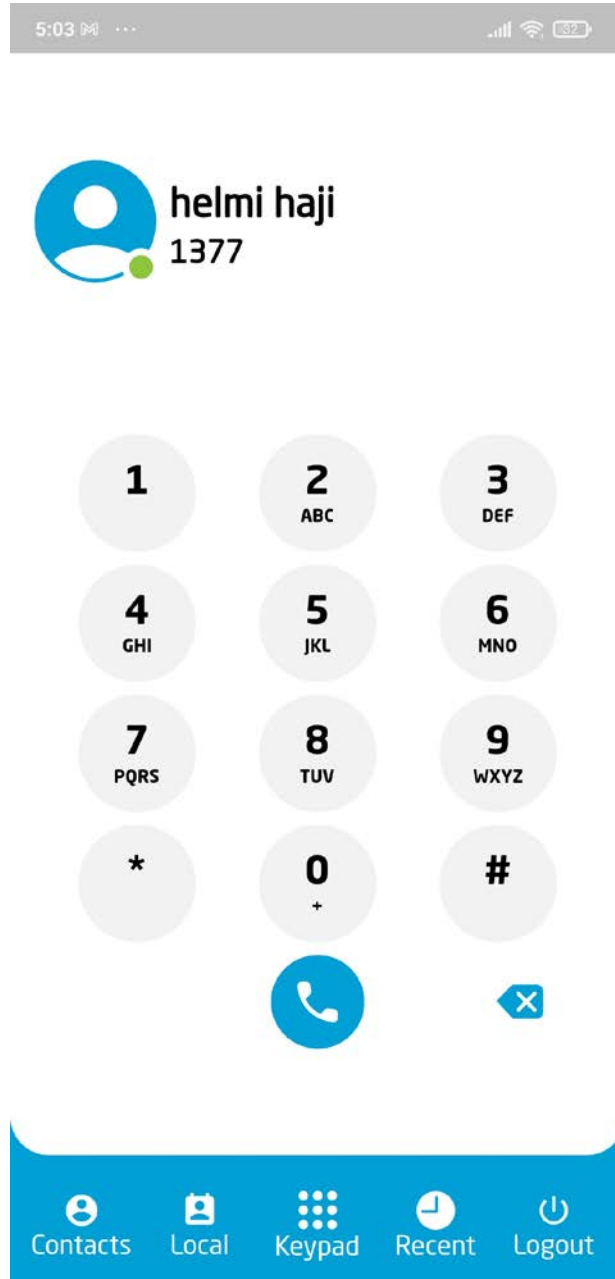 5:03 ··· 32
helmi haji
1377
1 2 3
ABC DEF
4 5 6
GHI JKL MNO
7 8 9
PQRS TUV WXYZ
* 0 #
+
Contacts Local Keypad Recent Logout